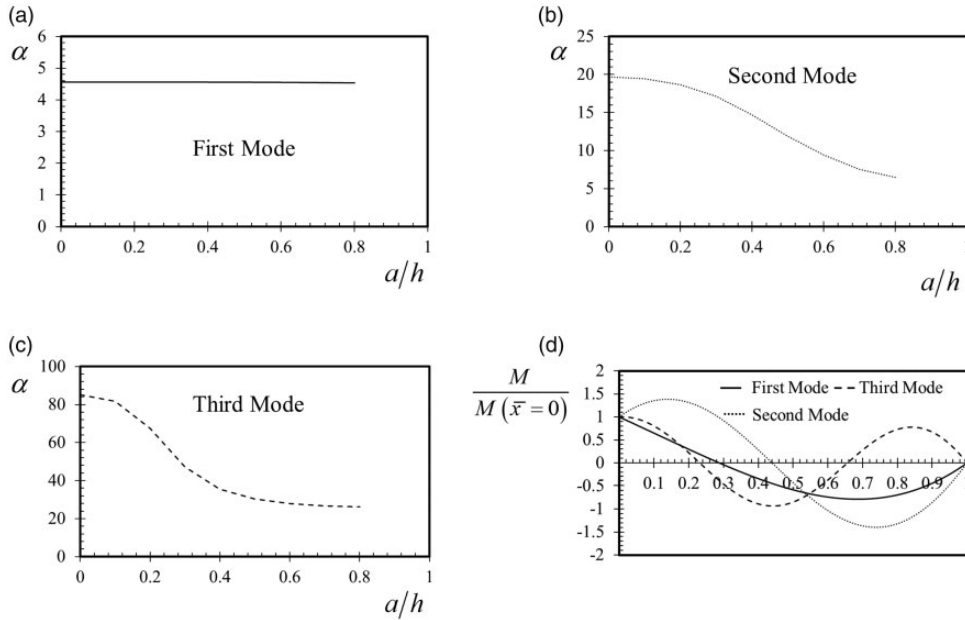 (a)
α
6
5
4
3
2
1
0
First Mode
0 0.2 0.4 0.6 0.8 1
a/h
(b)
α
25
20
15
10
5
0
Second Mode
0 0.2 0.4 0.6 0.8 1
a/h
(c)
α
100
80
60
40
20
0
Third Mode
0 0.2 0.4 0.6 0.8 1
a/h
(d)
M
M(x̄ = 0)
2
1.5
1
0.5
0
-0.5
-1
-1.5
-2
First Mode Third Mode
Second Mode
0.1 0.2 0.3 0.4 0.5 0.6 0.7 0.8 0.9